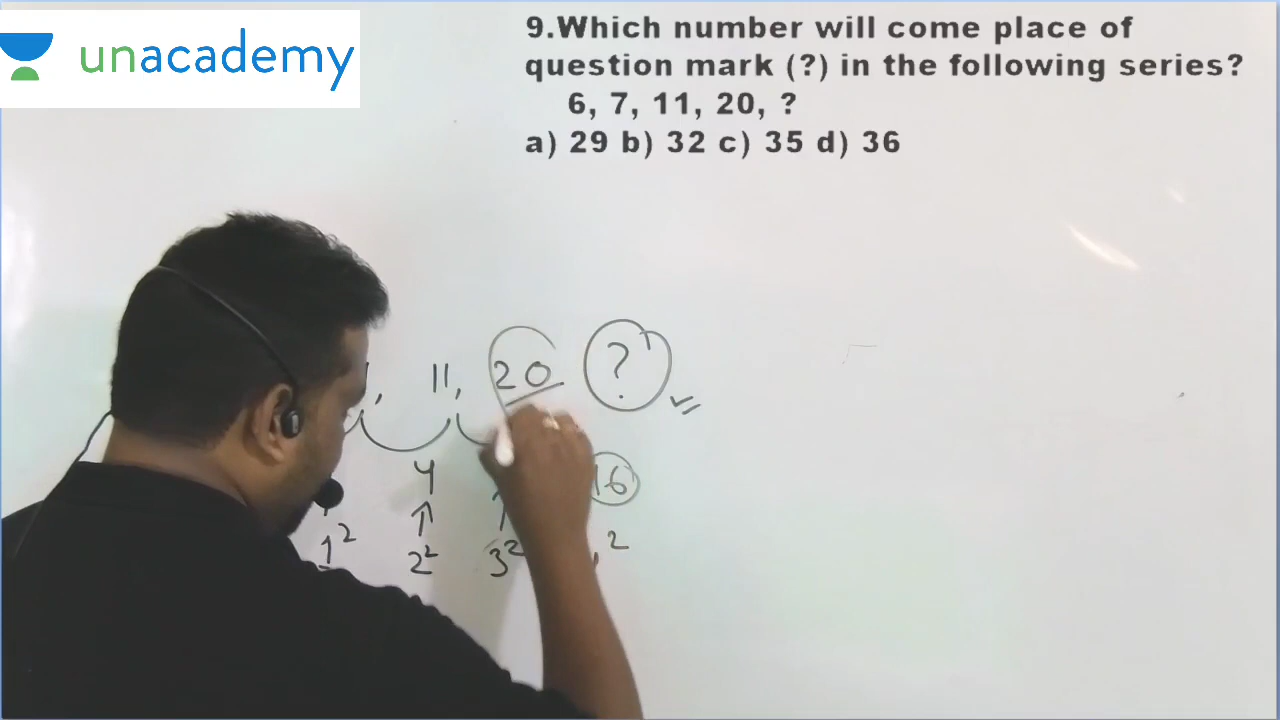 unacademy
9.Which number will come place of
question mark (?) in the following series?
6, 7, 11, 20, ?
a) 29 b) 32 c) 35 d) 36
, 11, 20 ?
4 16
1² 2² 3² ²